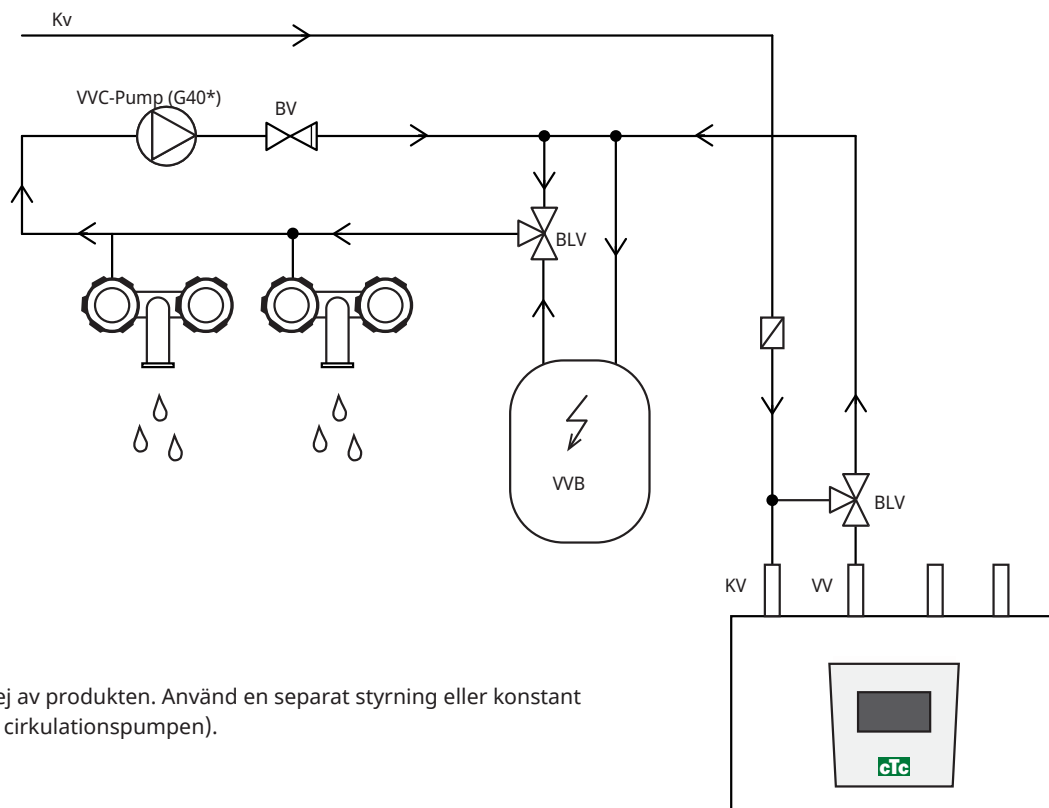 Kv
VVC-Pump (G40*)
BV
BLV
VVB
BLV
KV
VV
ej av produkten. Använd en separat styrning eller konstant
cirkulationspumpen).
cTc